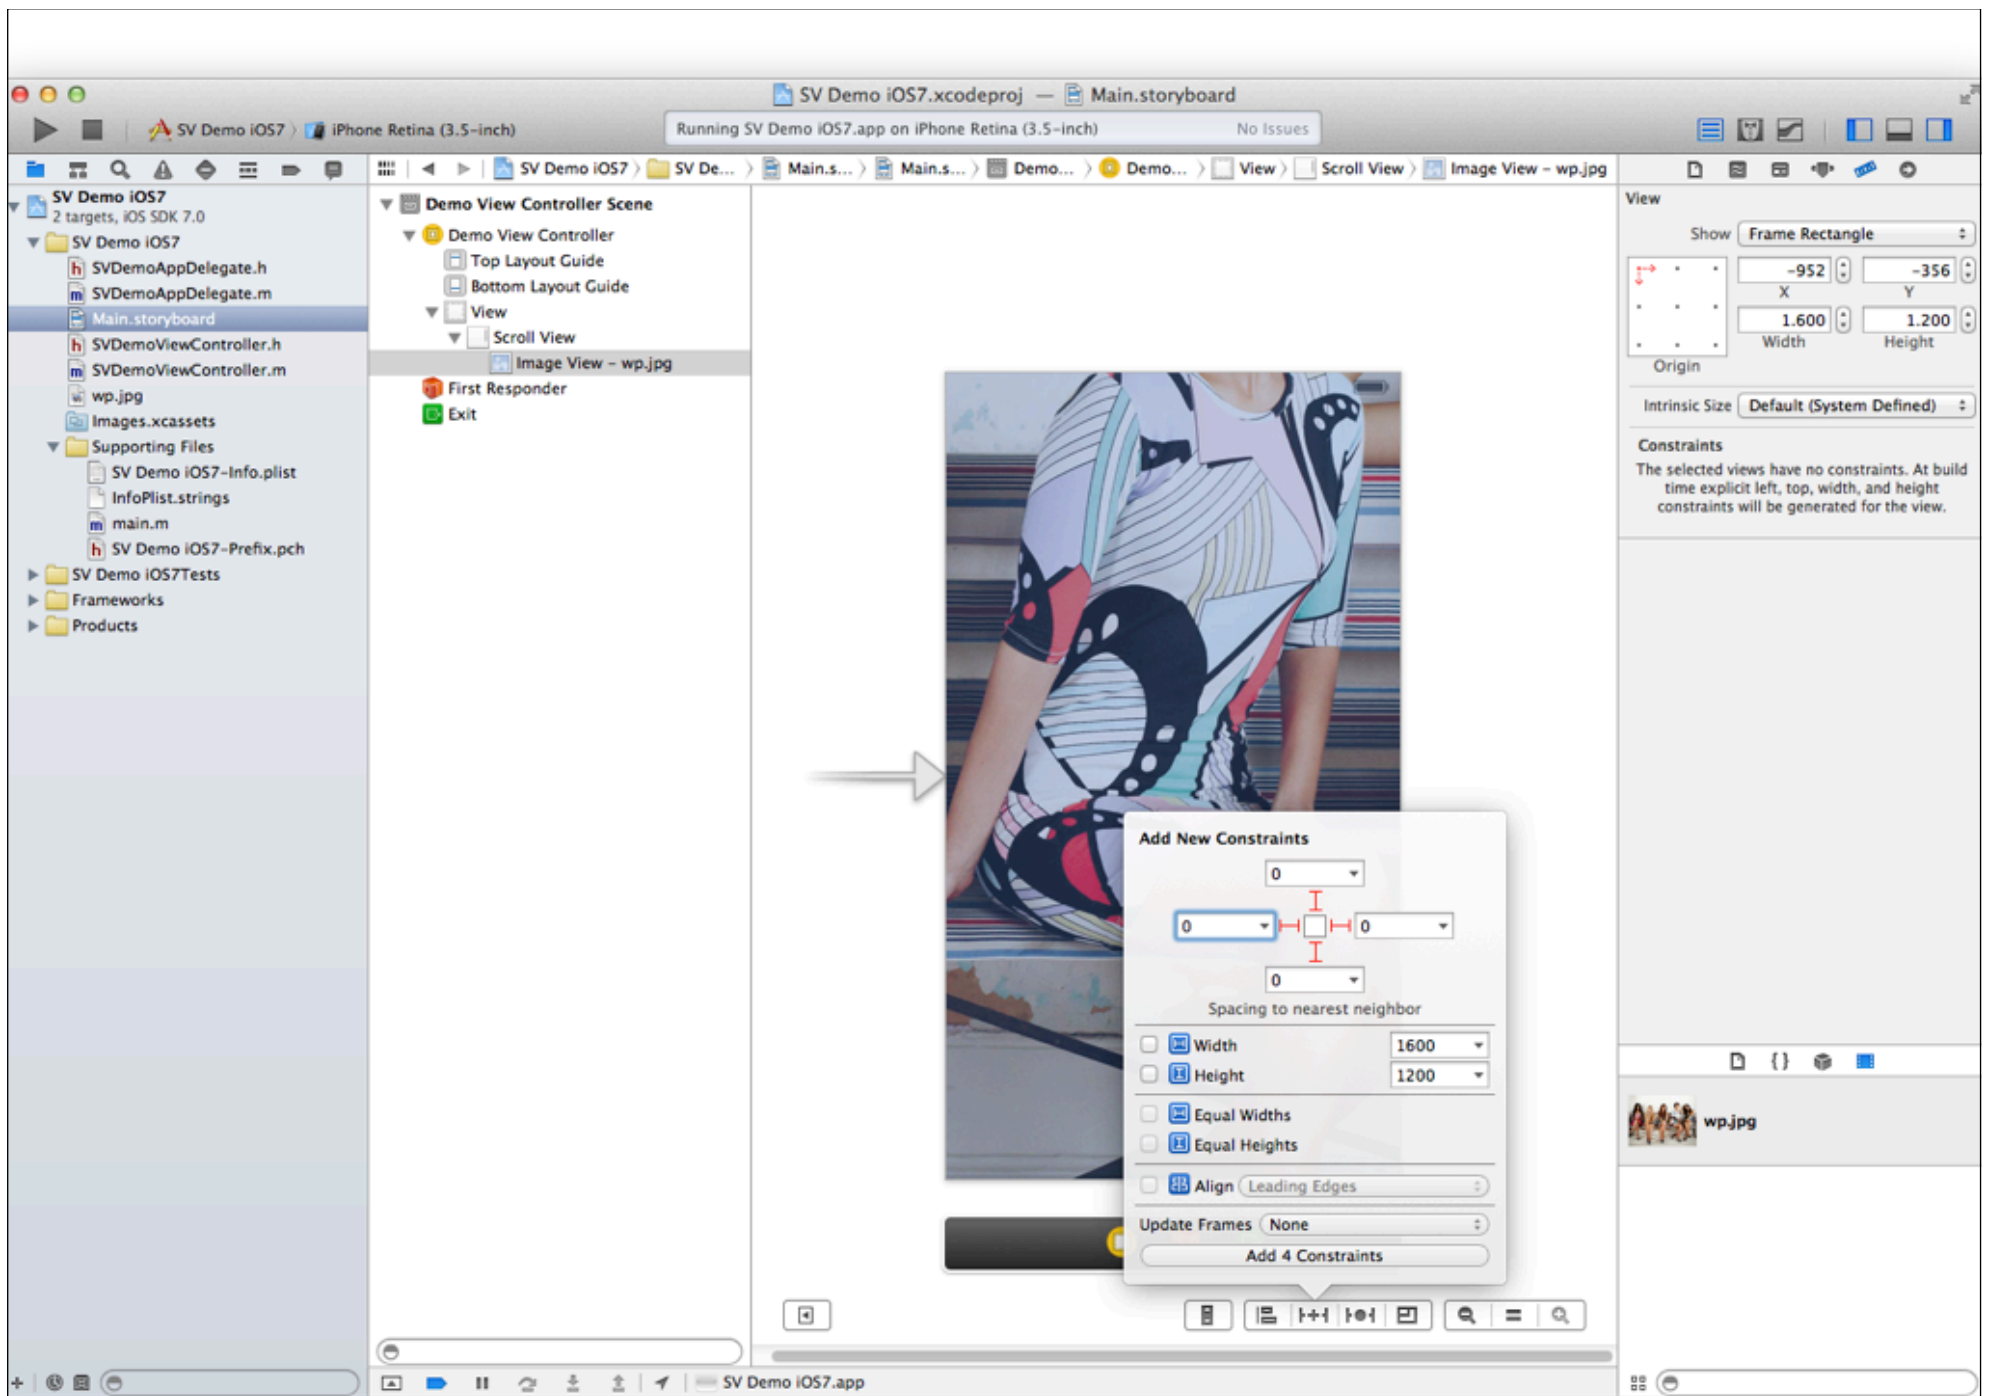 SV Demo iOS7.xcodeproj — Main.storyboard
SV Demo iOS7 〉 iPhone Retina (3.5-inch)
Running SV Demo iOS7.app on iPhone Retina (3.5-inch) No Issues
SV Demo iOS7 〉 SV De... 〉 Main.s... 〉 Main.s... 〉 Demo... 〉 Demo... 〉 View 〉 Scroll View 〉 Image View – wp.jpg
SV Demo iOS7
2 targets, iOS SDK 7.0
SV Demo iOS7
h SVDemoAppDelegate.h
m SVDemoAppDelegate.m
Main.storyboard
h SVDemoViewController.h
m SVDemoViewController.m
wp.jpg
Images.xcassets
Supporting Files
SV Demo iOS7-Info.plist
InfoPlist.strings
m main.m
h SV Demo iOS7-Prefix.pch
SV Demo iOS7Tests
Frameworks
Products
Demo View Controller Scene
Demo View Controller
Top Layout Guide
Bottom Layout Guide
View
Scroll View
Image View – wp.jpg
First Responder
Exit
Add New Constraints
0
0 0
0
Spacing to nearest neighbor
Width 1600
Height 1200
Equal Widths
Equal Heights
Align Leading Edges
Update Frames None
Add 4 Constraints
SV Demo iOS7.app
View
Show Frame Rectangle
-952 -356
X Y
1.600 1.200
Width Height
Origin
Intrinsic Size Default (System Defined)
Constraints
The selected views have no constraints. At build
time explicit left, top, width, and height
constraints will be generated for the view.
{ }
wp.jpg